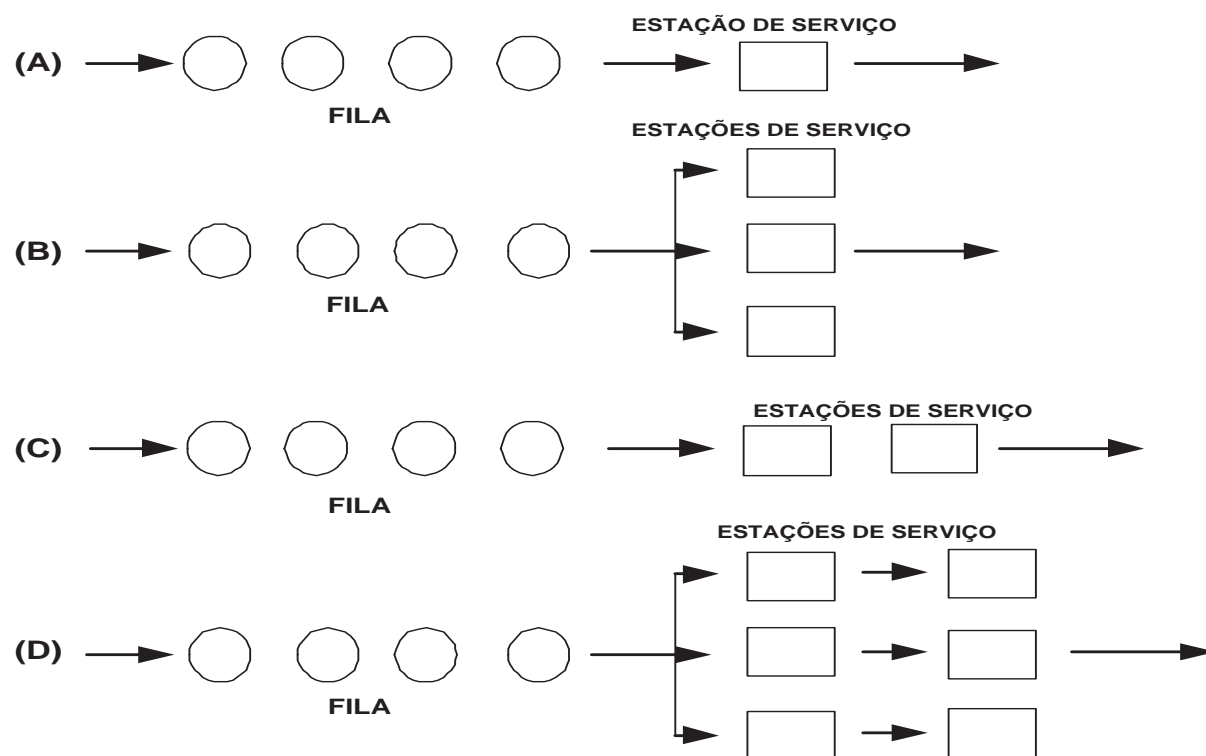 ESTAÇÃO DE SERVIÇO
(A)
FILA
ESTAÇÕES DE SERVIÇO
(B)
FILA
ESTAÇÕES DE SERVIÇO
(C)
FILA
ESTAÇÕES DE SERVIÇO
(D)
FILA